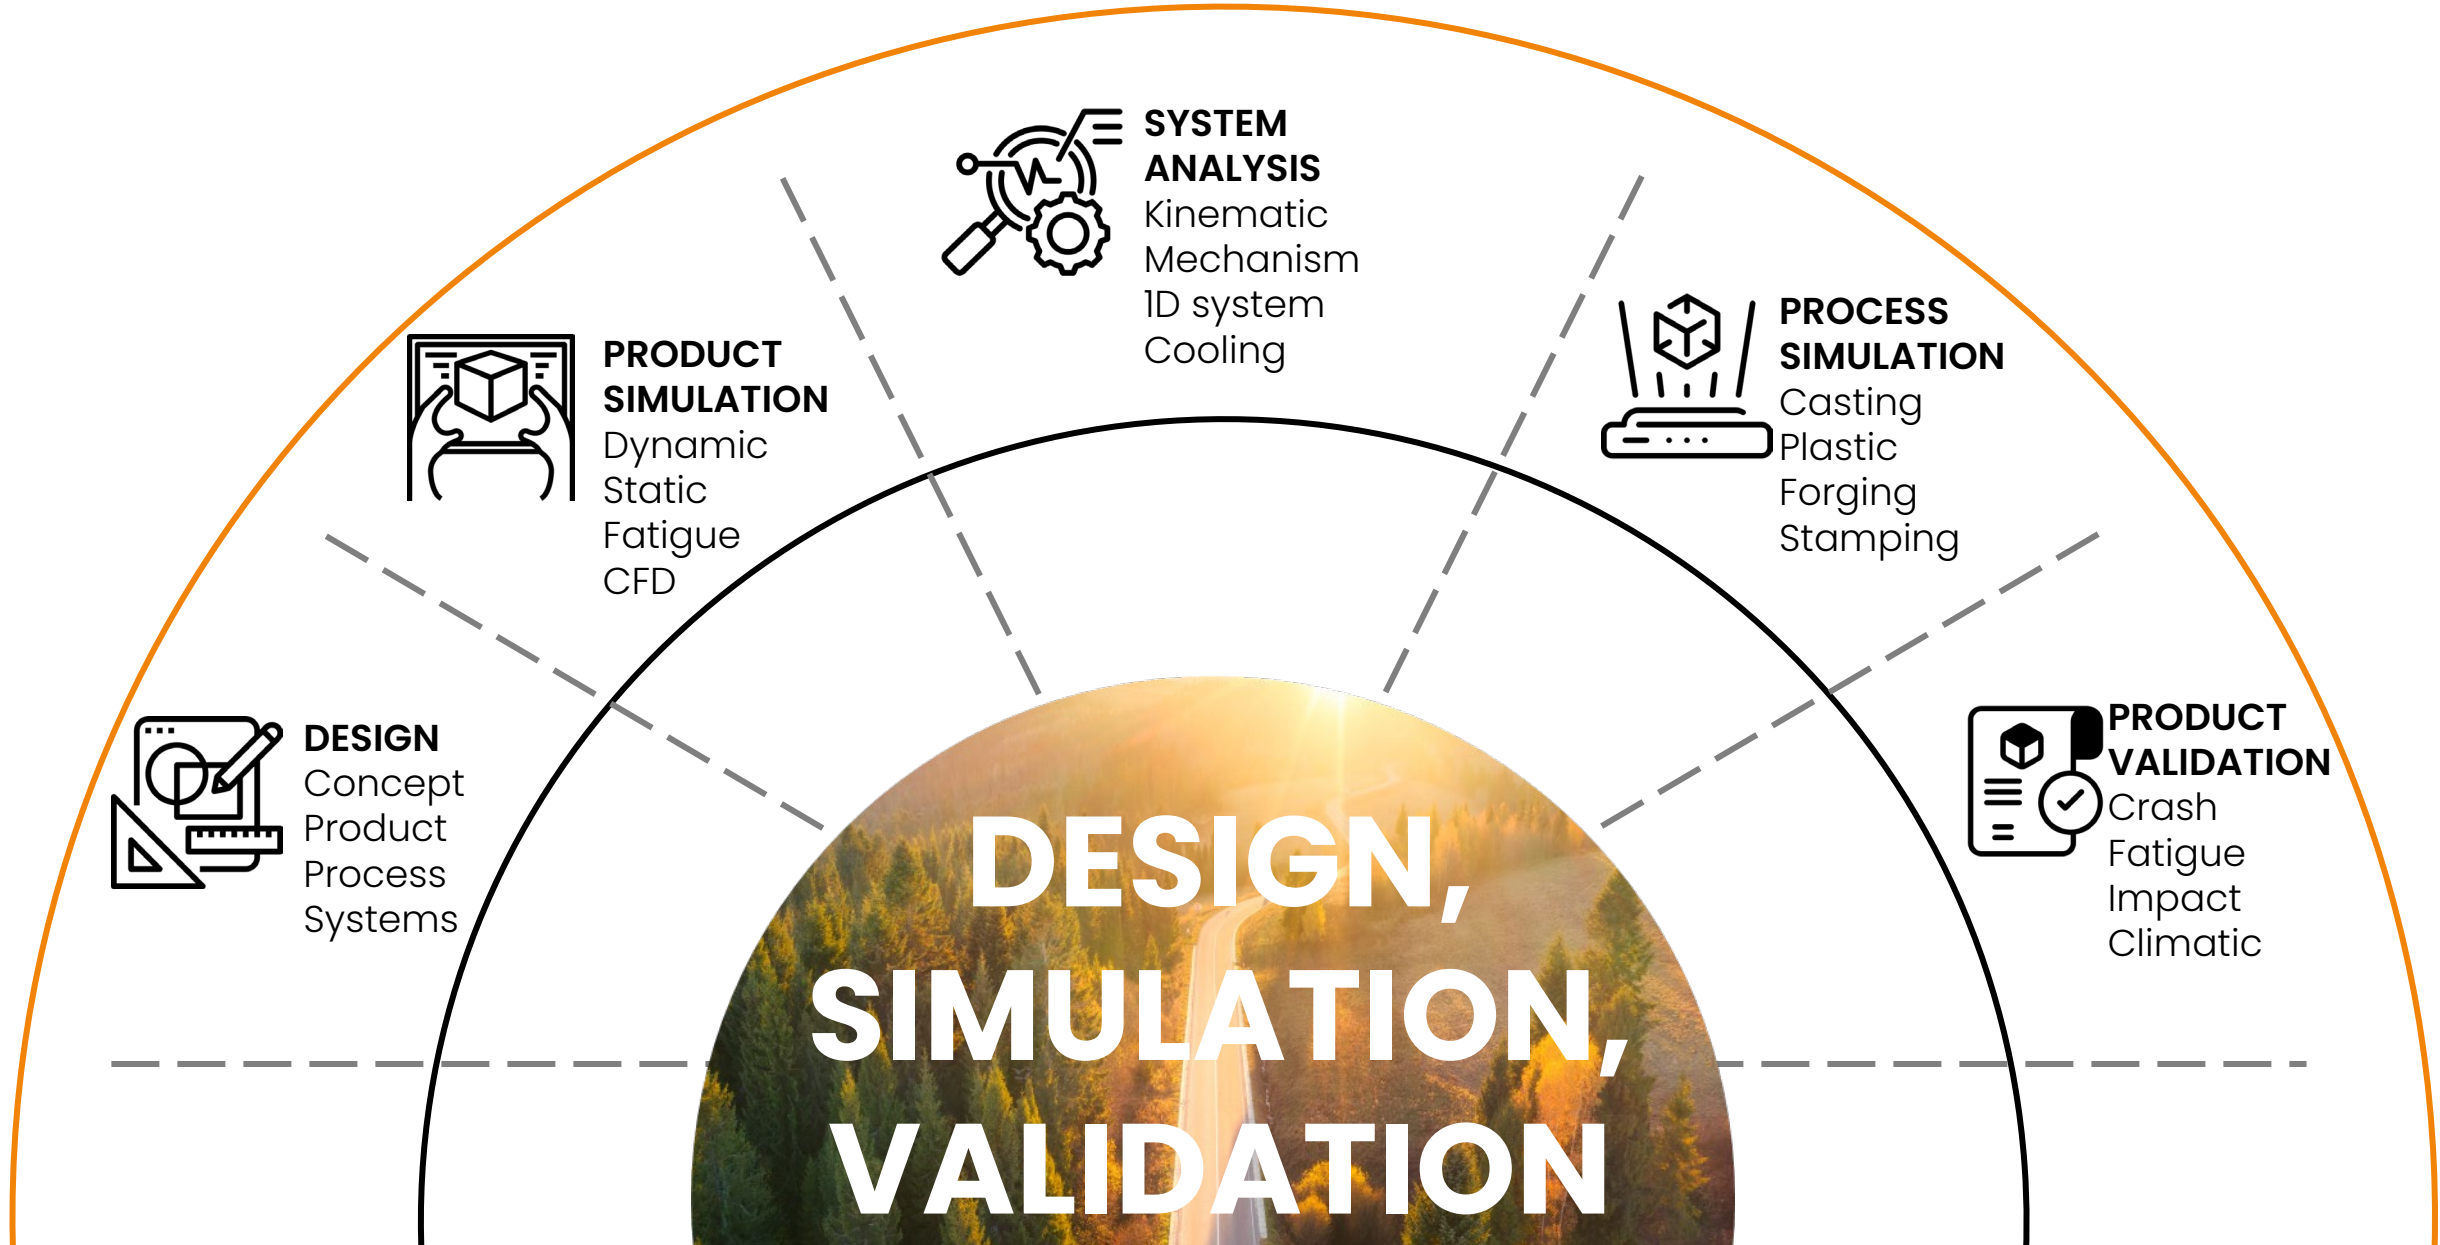 DESIGN
Concept
Product
Process
Systems
PRODUCT
SIMULATION
Dynamic
Static
Fatigue
CFD
SYSTEM
ANALYSIS
Kinematic
Mechanism
1D system
Cooling
PROCESS
SIMULATION
Casting
Plastic
Forging
Stamping
PRODUCT
VALIDATION
Crash
Fatigue
Impact
Climatic
DESIGN,
SIMULATION,
VALIDATION